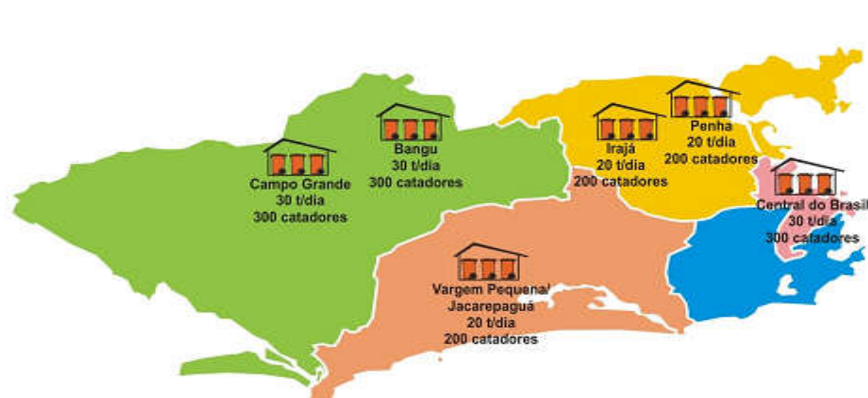 Campo Grande
30 t/dia
300 catadores
Bangu
30 t/dia
300 catadores
Irajá
20 t/dia
200 catadores
Penha
20 t/dia
200 catadores
Central do Brasil
30 t/dia
300 catadores
Vargem Pequena/
Jacarepaguá
20 t/dia
200 catadores